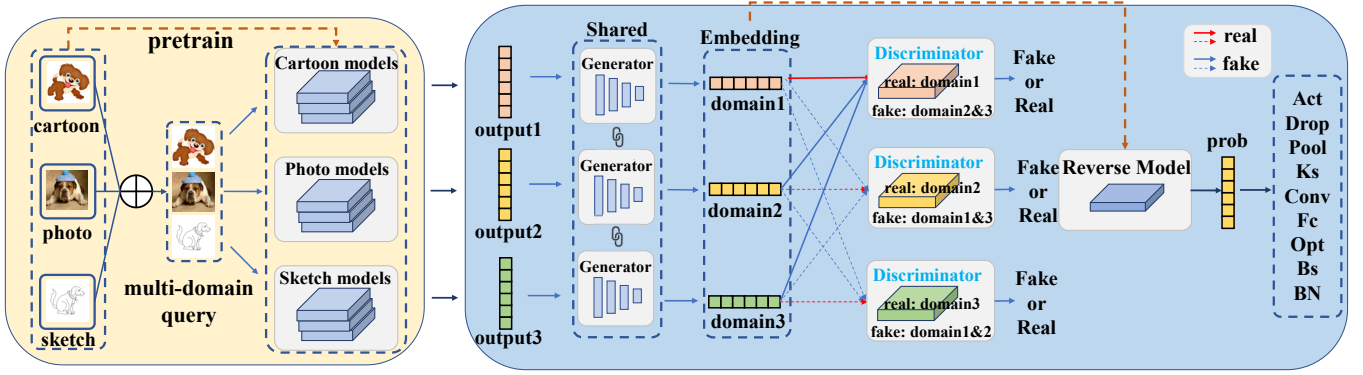 pretrain
cartoon
photo
sketch
multi-domain
query
Cartoon models
Photo models
Sketch models
output1
output2
output3
Shared
Generator
Generator
Generator
Embedding
domain1
domain2
domain3
Discriminator
real: domain1
fake: domain2&3
Discriminator
real: domain2
fake: domain1&3
Discriminator
real: domain3
fake: domain1&2
Fake
or
Real
Fake
or
Real
Fake
or
Real
real
fake
Reverse Model
prob
Act
Drop
Pool
Ks
Conv
Fc
Opt
Bs
BN